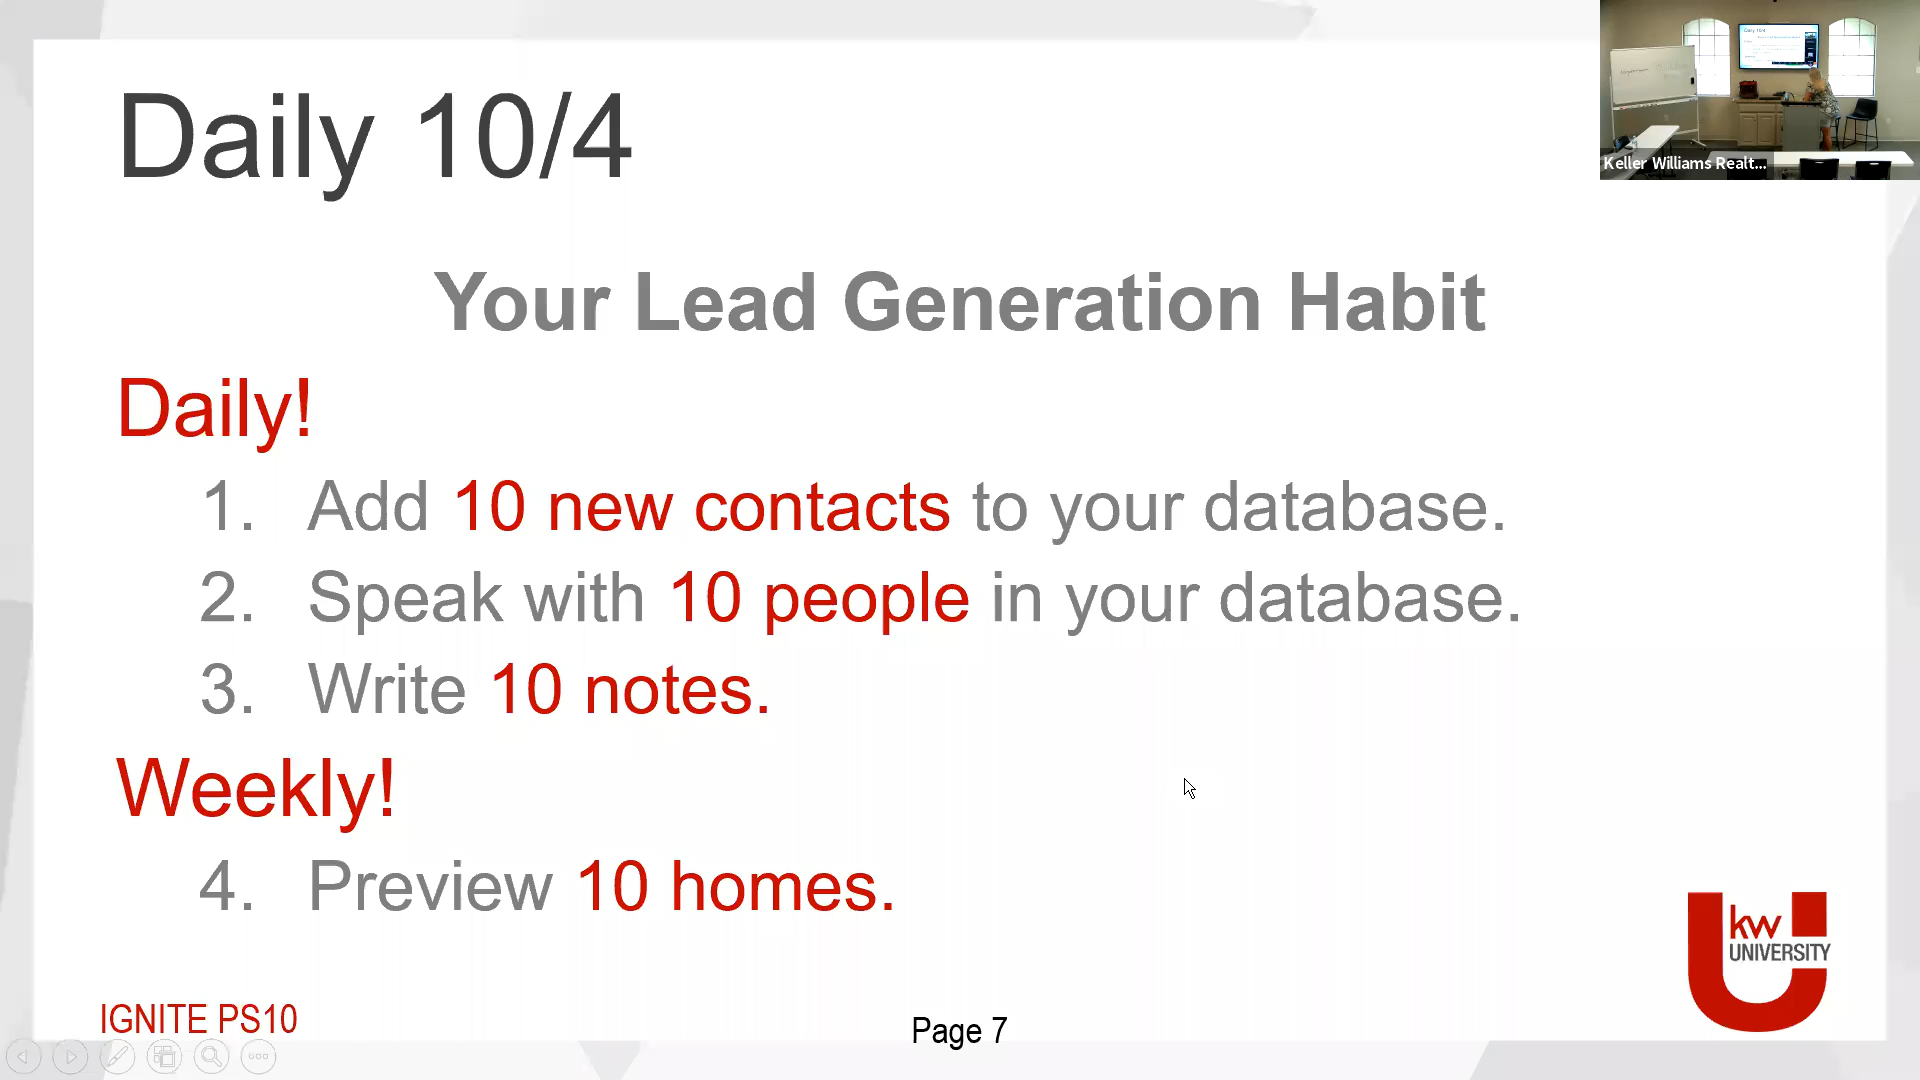 Daily 10/4
Keller Williams Realt...
Your Lead Generation Habit
Daily!
1. Add 10 new contacts to your database.
2. Speak with 10 people in your database.
3. Write 10 notes.
Weekly!
4. Preview 10 homes.
kw
UNIVERSITY
IGNITE PS10
Page 7